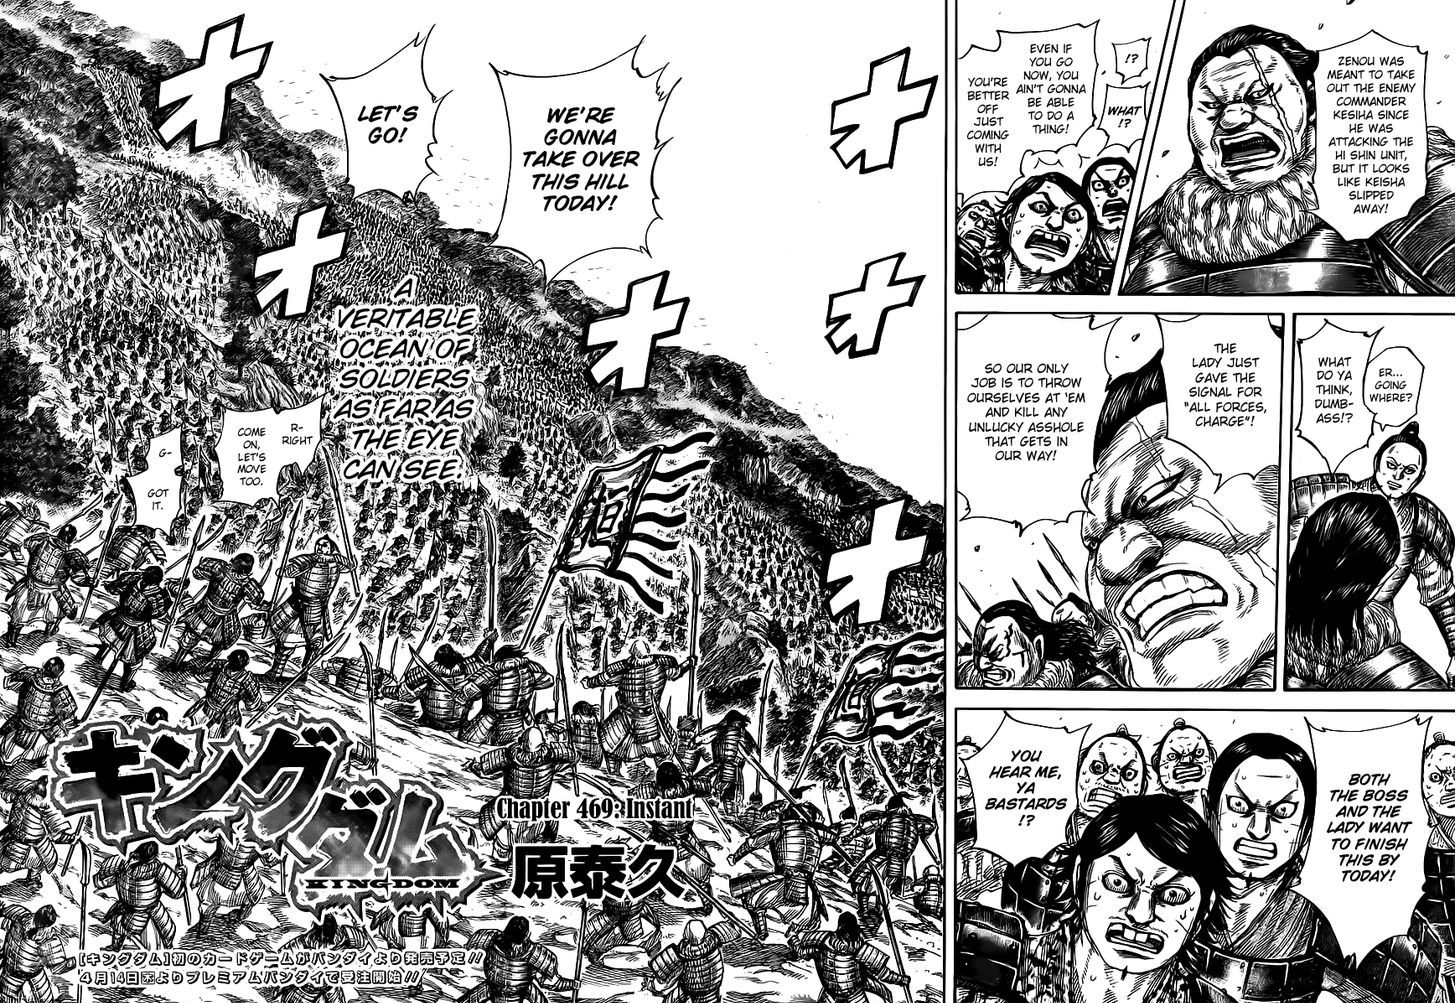 ZENOU WAS
MEANT TO TAKE
OUT THE ENEMY
COMMANDER
KESIHA SINCE
HE WAS
ATTACKING THE
HI SHIN UNIT,
BUT IT LOOKS
LIKE KEISHA
SLIPPED
AWAY!
!?
WHAT
!?
EVEN IF
YOU GO
NOW, YOU
AIN'T GONNA
BE ABLE
TO DO A
THING!
YOU'RE
BETTER
OFF
JUST
COMING
WITH
US!
ER...
GOING
WHERE?
WHAT
DO YA
THINK,
DUMB-
ASS!?
THE
LADY JUST
GAVE THE
SIGNAL FOR
"ALL FORCES,
CHARGE"!
SO OUR ONLY
JOB IS TO THROW
OURSELVES AT 'EM
AND KILL ANY
UNLUCKY ASSHOLE
THAT GETS IN
OUR WAY!
BOTH
THE BOSS
AND THE
LADY WANT
TO FINISH
THIS BY
TODAY!
YOU
HEAR ME,
YA
BASTARDS
!?
オ
オ
オ
オ
オ
オ
WE'RE
GONNA
TAKE OVER
THIS HILL
TODAY!
LET'S
GO!
A
VERITABLE
OCEAN OF
SOLDIERS
AS FAR AS
THE EYE
CAN SEE.
R-
RIGHT
COME
ON,
LET'S
MOVE
TOO.
G-
GOT
IT.
桓
キングダム
KINGDOM
Chapter 469: Instant
原泰久
[キングダム]初のカードゲームがバンダイより発売予定!!
4月14日よりプレミアムバンダイで受注開始!!